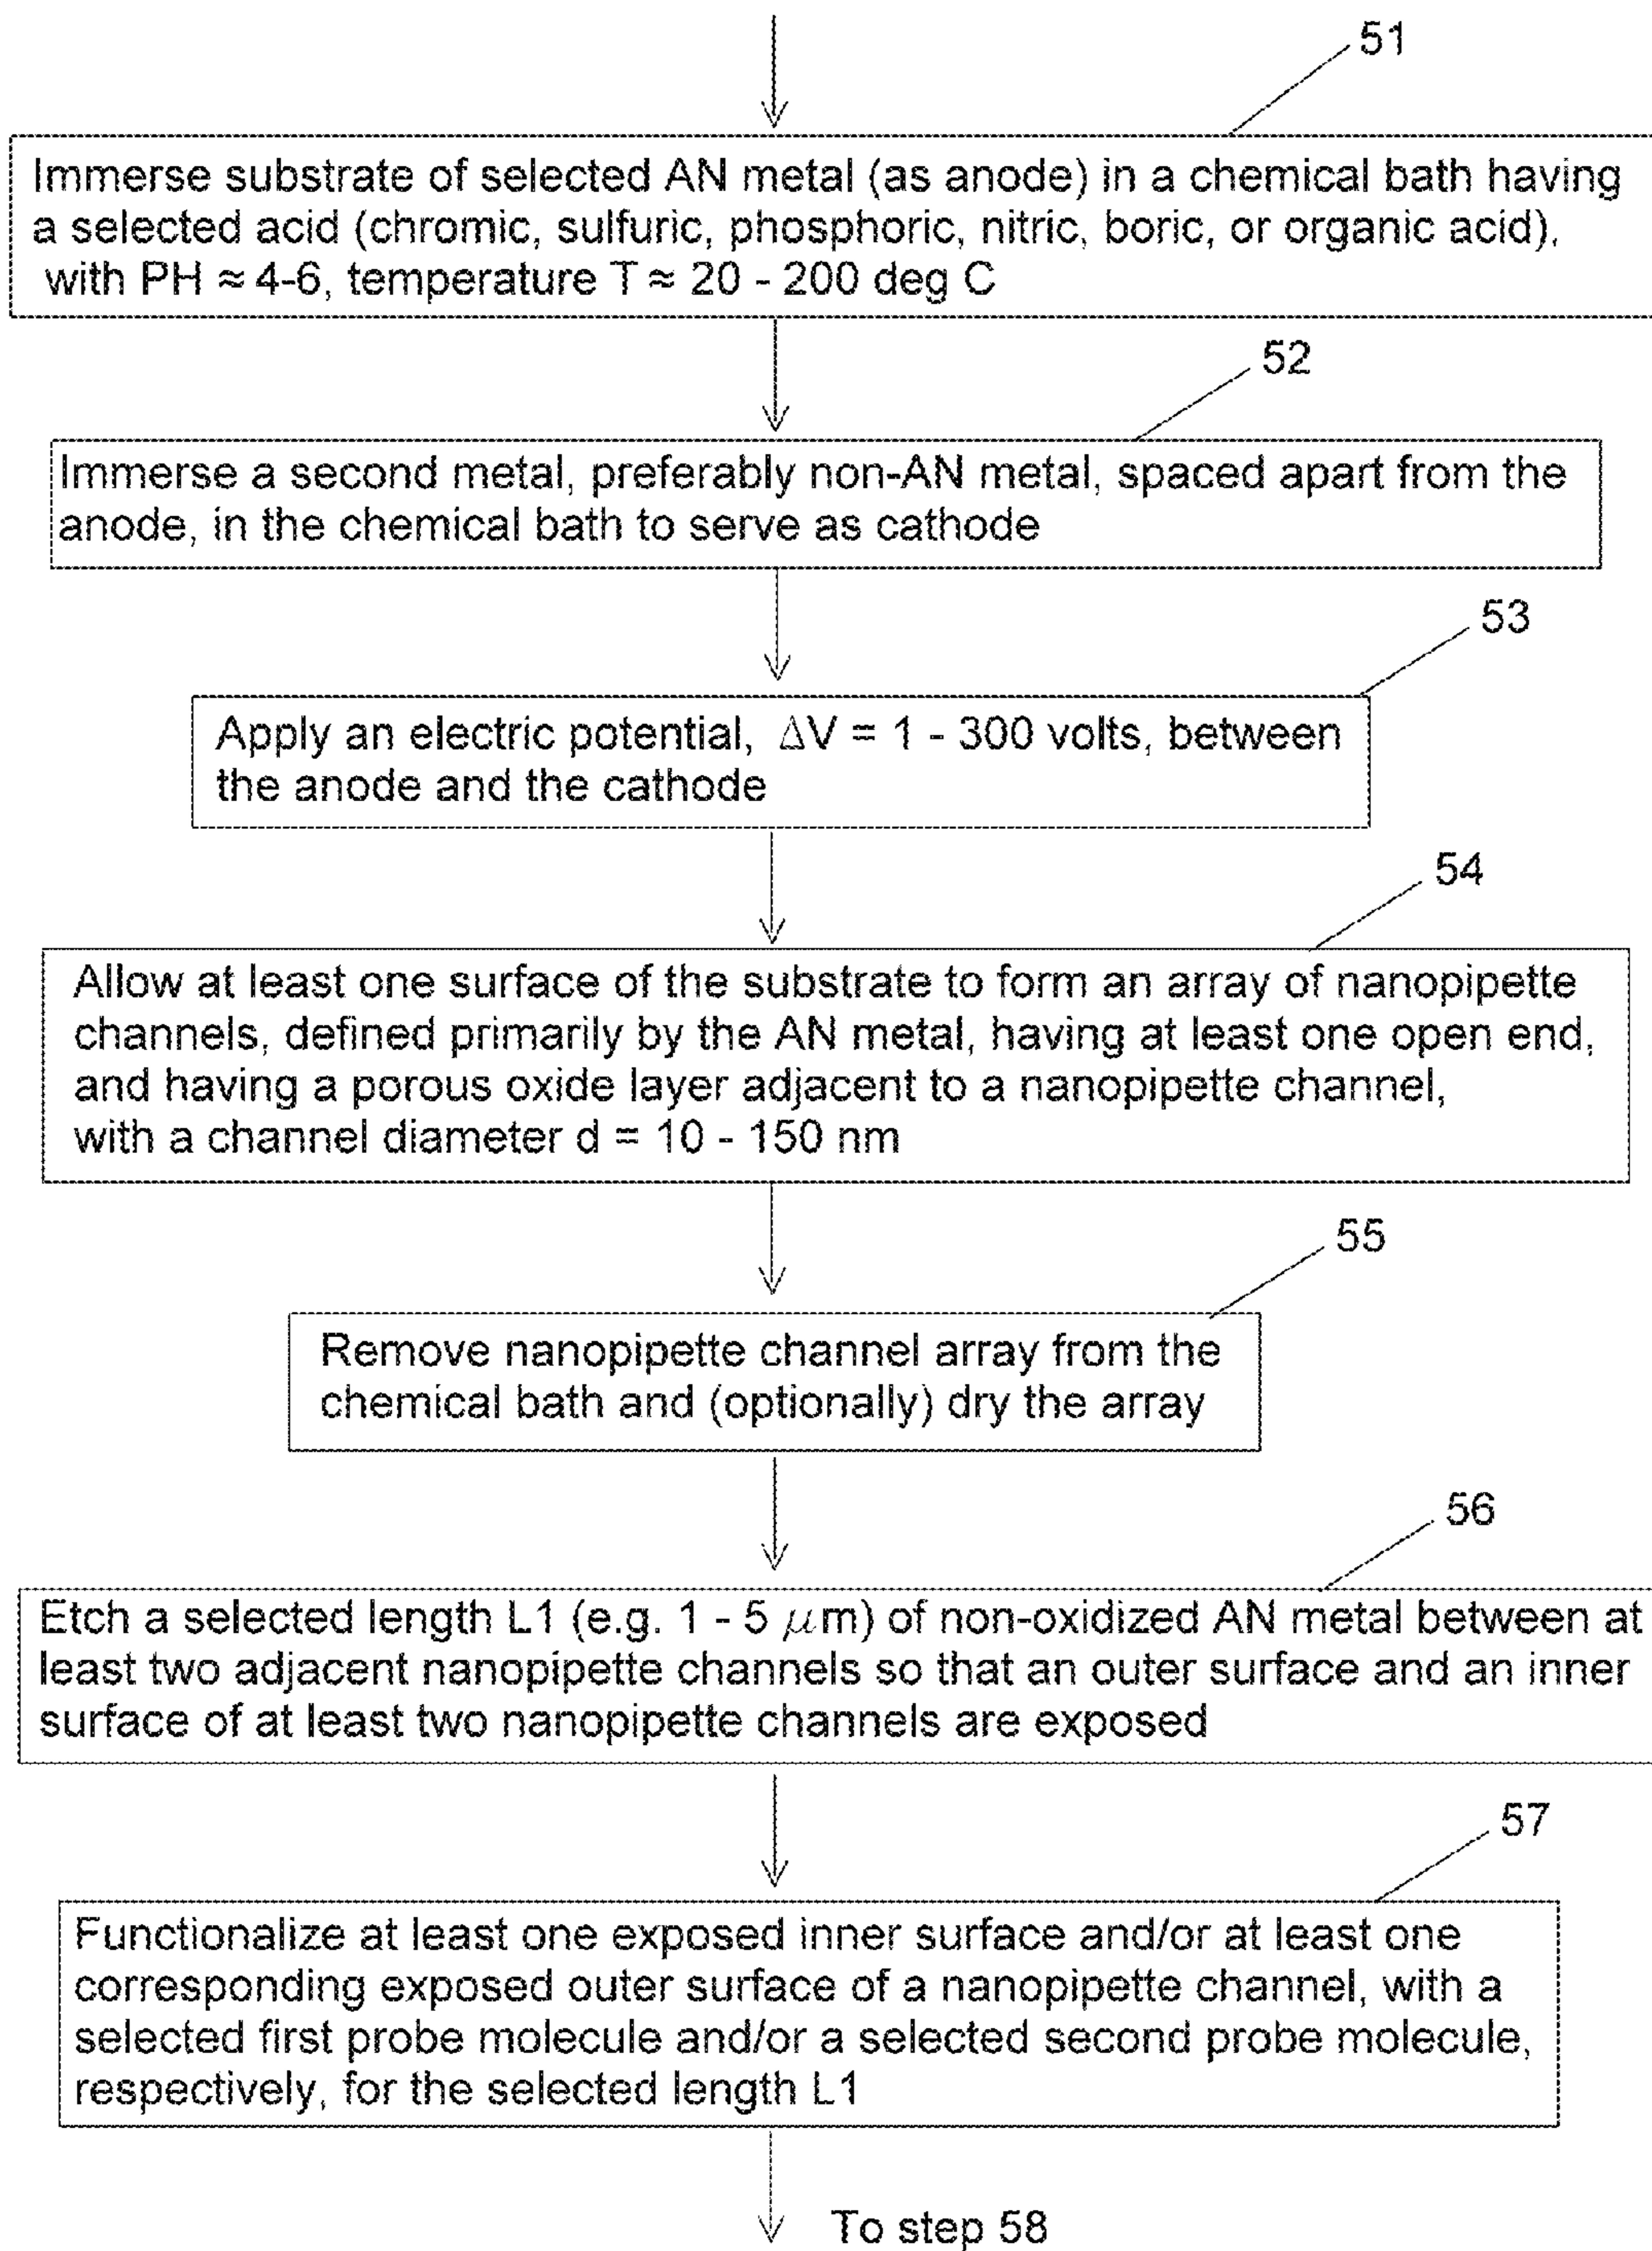 51
Immerse substrate of selected AN metal (as anode) in a chemical bath having
a selected acid (chromic, sulfuric, phosphoric, nitric, boric, or organic acid),
with PH ≈ 4-6, temperature T ≈ 20 - 200 deg C
52
Immerse a second metal, preferably non-AN metal, spaced apart from the
anode, in the chemical bath to serve as cathode
53
Apply an electric potential, ΔV = 1 - 300 volts, between
the anode and the cathode
54
Allow at least one surface of the substrate to form an array of nanopipette
channels, defined primarily by the AN metal, having at least one open end,
and having a porous oxide layer adjacent to a nanopipette channel,
with a channel diameter d = 10 - 150 nm
55
Remove nanopipette channel array from the
chemical bath and (optionally) dry the array
56
Etch a selected length L1 (e.g. 1 - 5 μm) of non-oxidized AN metal between at
least two adjacent nanopipette channels so that an outer surface and an inner
surface of at least two nanopipette channels are exposed
57
Functionalize at least one exposed inner surface and/or at least one
corresponding exposed outer surface of a nanopipette channel, with a
selected first probe molecule and/or a selected second probe molecule,
respectively, for the selected length L1
To step 58